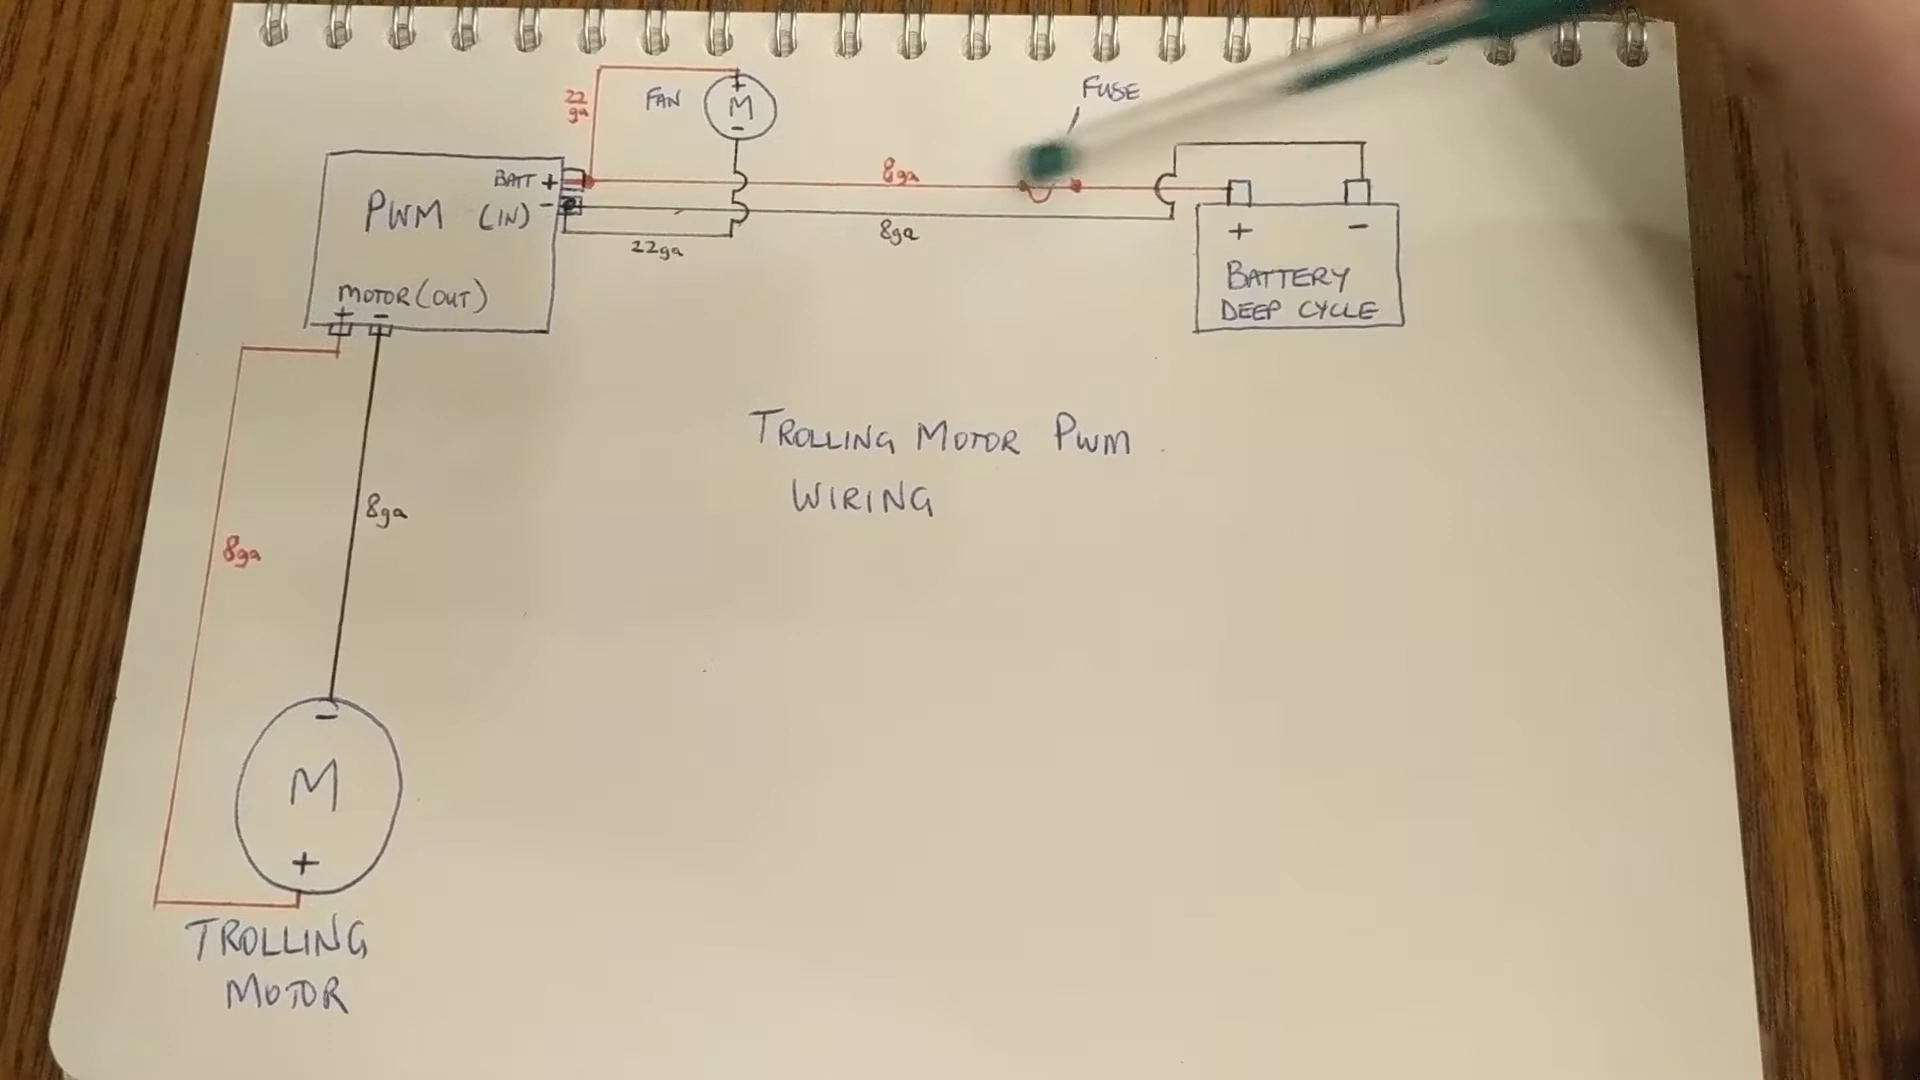 FUSE
22
ga
FAN
+
M
-
BATT +
8ga
PWM (IN) -
22ga
8ga
+ -
BATTERY
DEEP CYCLE
MOTOR (OUT)
+ -
TROLLING MOTOR PWM
WIRING
8ga
8ga
-
M
+
TROLLING
MOTOR